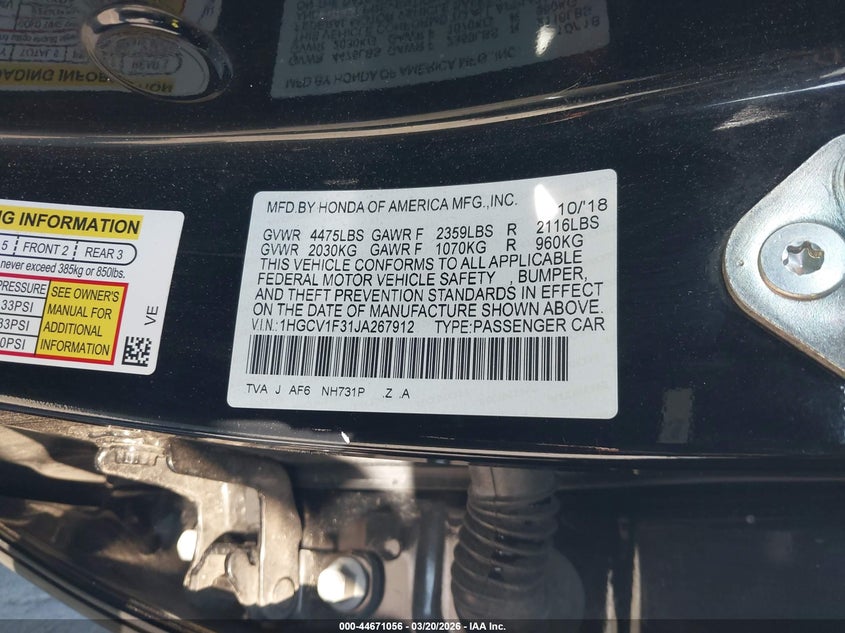 MFD.BY HONDA OF AMERICA MFG.,INC. 10/'18
GVWR 4475LBS GAWR F 2359LBS R 2116LBS
GVWR 2030KG GAWR F 1070KG R 960KG
THIS VEHICLE CONFORMS TO ALL APPLICABLE
FEDERAL MOTOR VEHICLE SAFETY , BUMPER,
AND THEFT PREVENTION STANDARDS IN EFFECT
ON THE DATE OF MANUFACTURE SHOWN ABOVE.
V.I.N.: 1HGCV1F31JA267912 TYPE:PASSENGER CAR
TVA J AF6 NH731P .Z .A
NG INFORMATION
5 FRONT 2 REAR 3
never exceed 385kg or 850lbs.
PRESSURE
33PSI
33PSI
0PSI
SEE OWNER'S
MANUAL FOR
ADDITIONAL
INFORMATION
VE
000-44671056 — 03/20/2026 — IAA Inc.